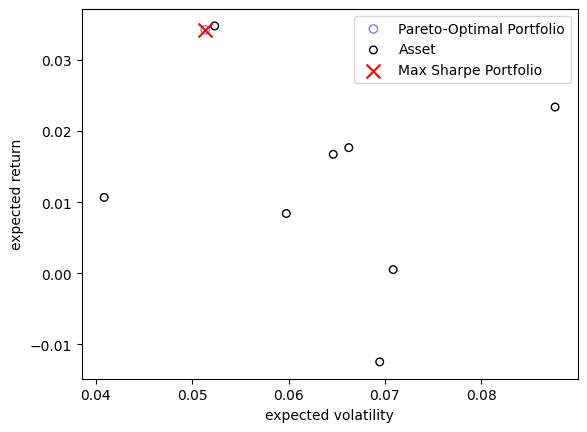 Pareto-Optimal Portfolio
Asset
Max Sharpe Portfolio
expected return
0.03
0.02
0.01
0.00
−0.01
0.04
0.05
0.06
0.07
0.08
expected volatility